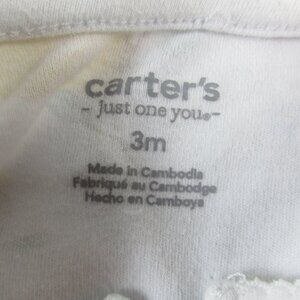 carter's
- just one you®-
3m
Made in Cambodia
Fabriqué au Cambodge
Hecho en Camboya